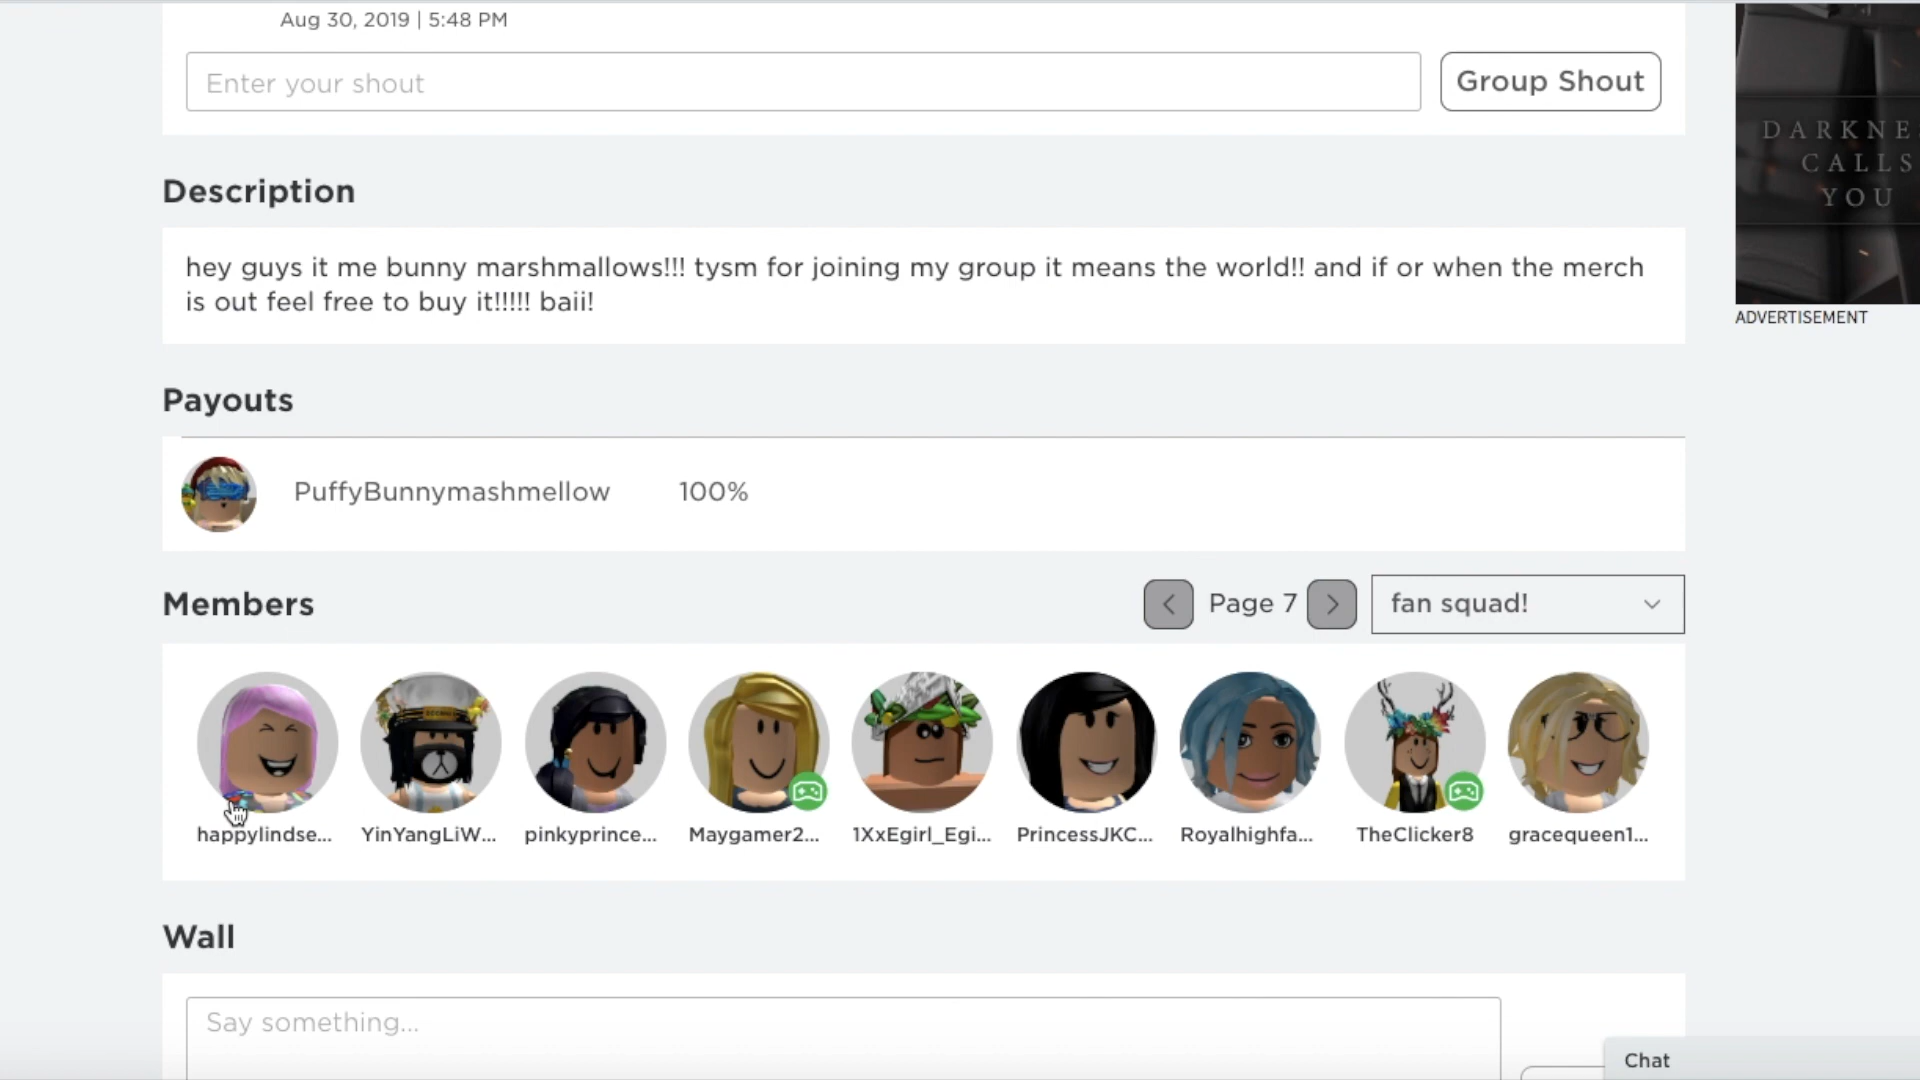 Aug 30, 2019 | 5:48 PM
Enter your shout
Group Shout
DARKNE
CALLS
YOU
ADVERTISEMENT
Description
hey guys it me bunny marshmallows!!! tysm for joining my group it means the world!! and if or when the merch
is out feel free to buy it!!!!! baii!
Payouts
PuffyBunnymashmellow 100%
Members
Page 7
fan squad!
happylindse... YinYangLiW... pinkyprince... Maygamer2... 1XxEgirl_Egi... PrincessJKC... Royalhighfa... TheClicker8 gracequeen1...
Wall
Say something...
Chat